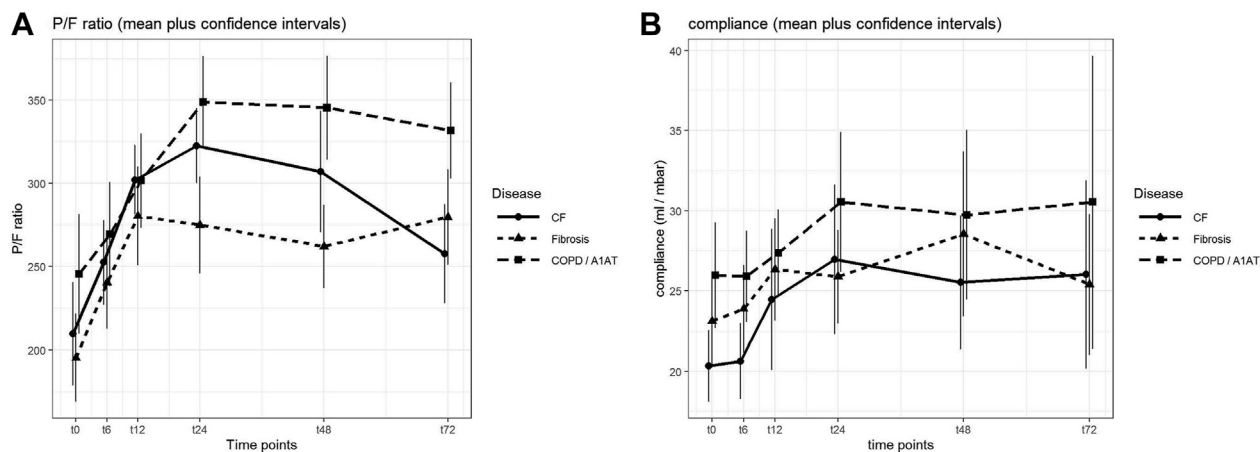 A
P/F ratio (mean plus confidence intervals)
P/F ratio
350
300
250
200
t0 t6 t12 t24 t48 t72
Time points
Disease
CF
Fibrosis
COPD / A1AT
B
compliance (mean plus confidence intervals)
compliance (ml / mbar)
40
35
30
25
20
t0 t6 t12 t24 t48 t72
time points
Disease
CF
Fibrosis
COPD / A1AT